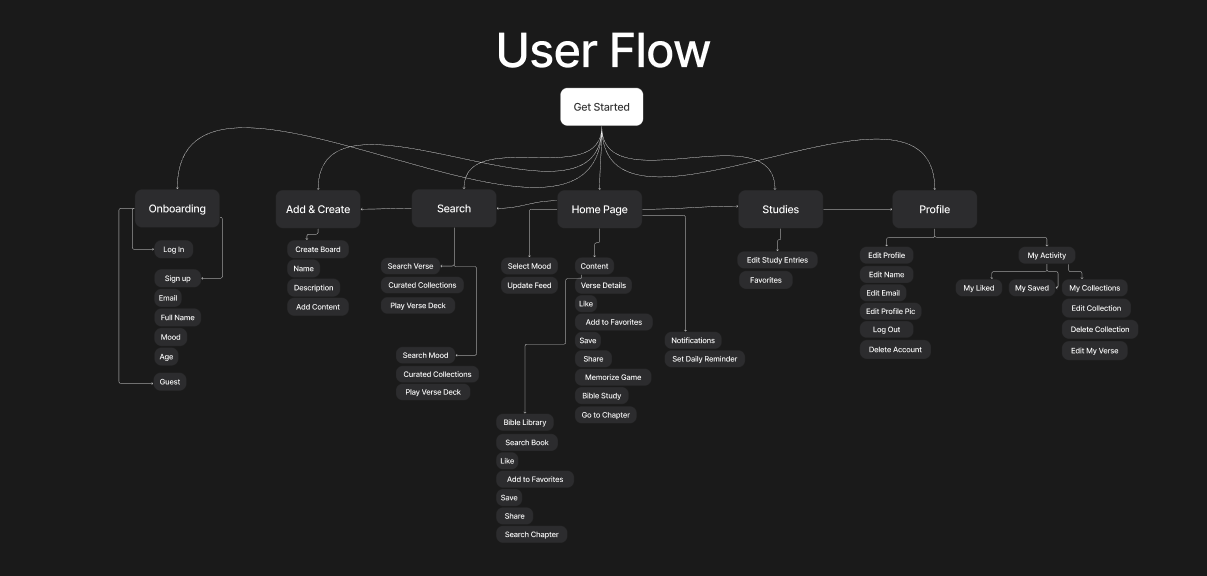 User Flow
Get Started
Onboarding
Log In
Sign up
Email
Full Name
Mood
Age
Guest
Add & Create
Create Board
Name
Description
Add Content
Search
Search Verse
Curated Collections
Play Verse Deck
Search Mood
Curated Collections
Play Verse Deck
Home Page
Select Mood
Update Feed
Content
Verse Details
Like
Add to Favorites
Save
Share
Memorize Game
Bible Study
Go to Chapter
Bible Library
Search Book
Like
Add to Favorites
Save
Share
Search Chapter
Notifications
Set Daily Reminder
Studies
Edit Study Entries
Favorites
Profile
Edit Profile
Edit Name
Edit Email
Edit Profile Pic
Log Out
Delete Account
My Activity
My Liked
My Saved
My Collections
Edit Collection
Delete Collection
Edit My Verse